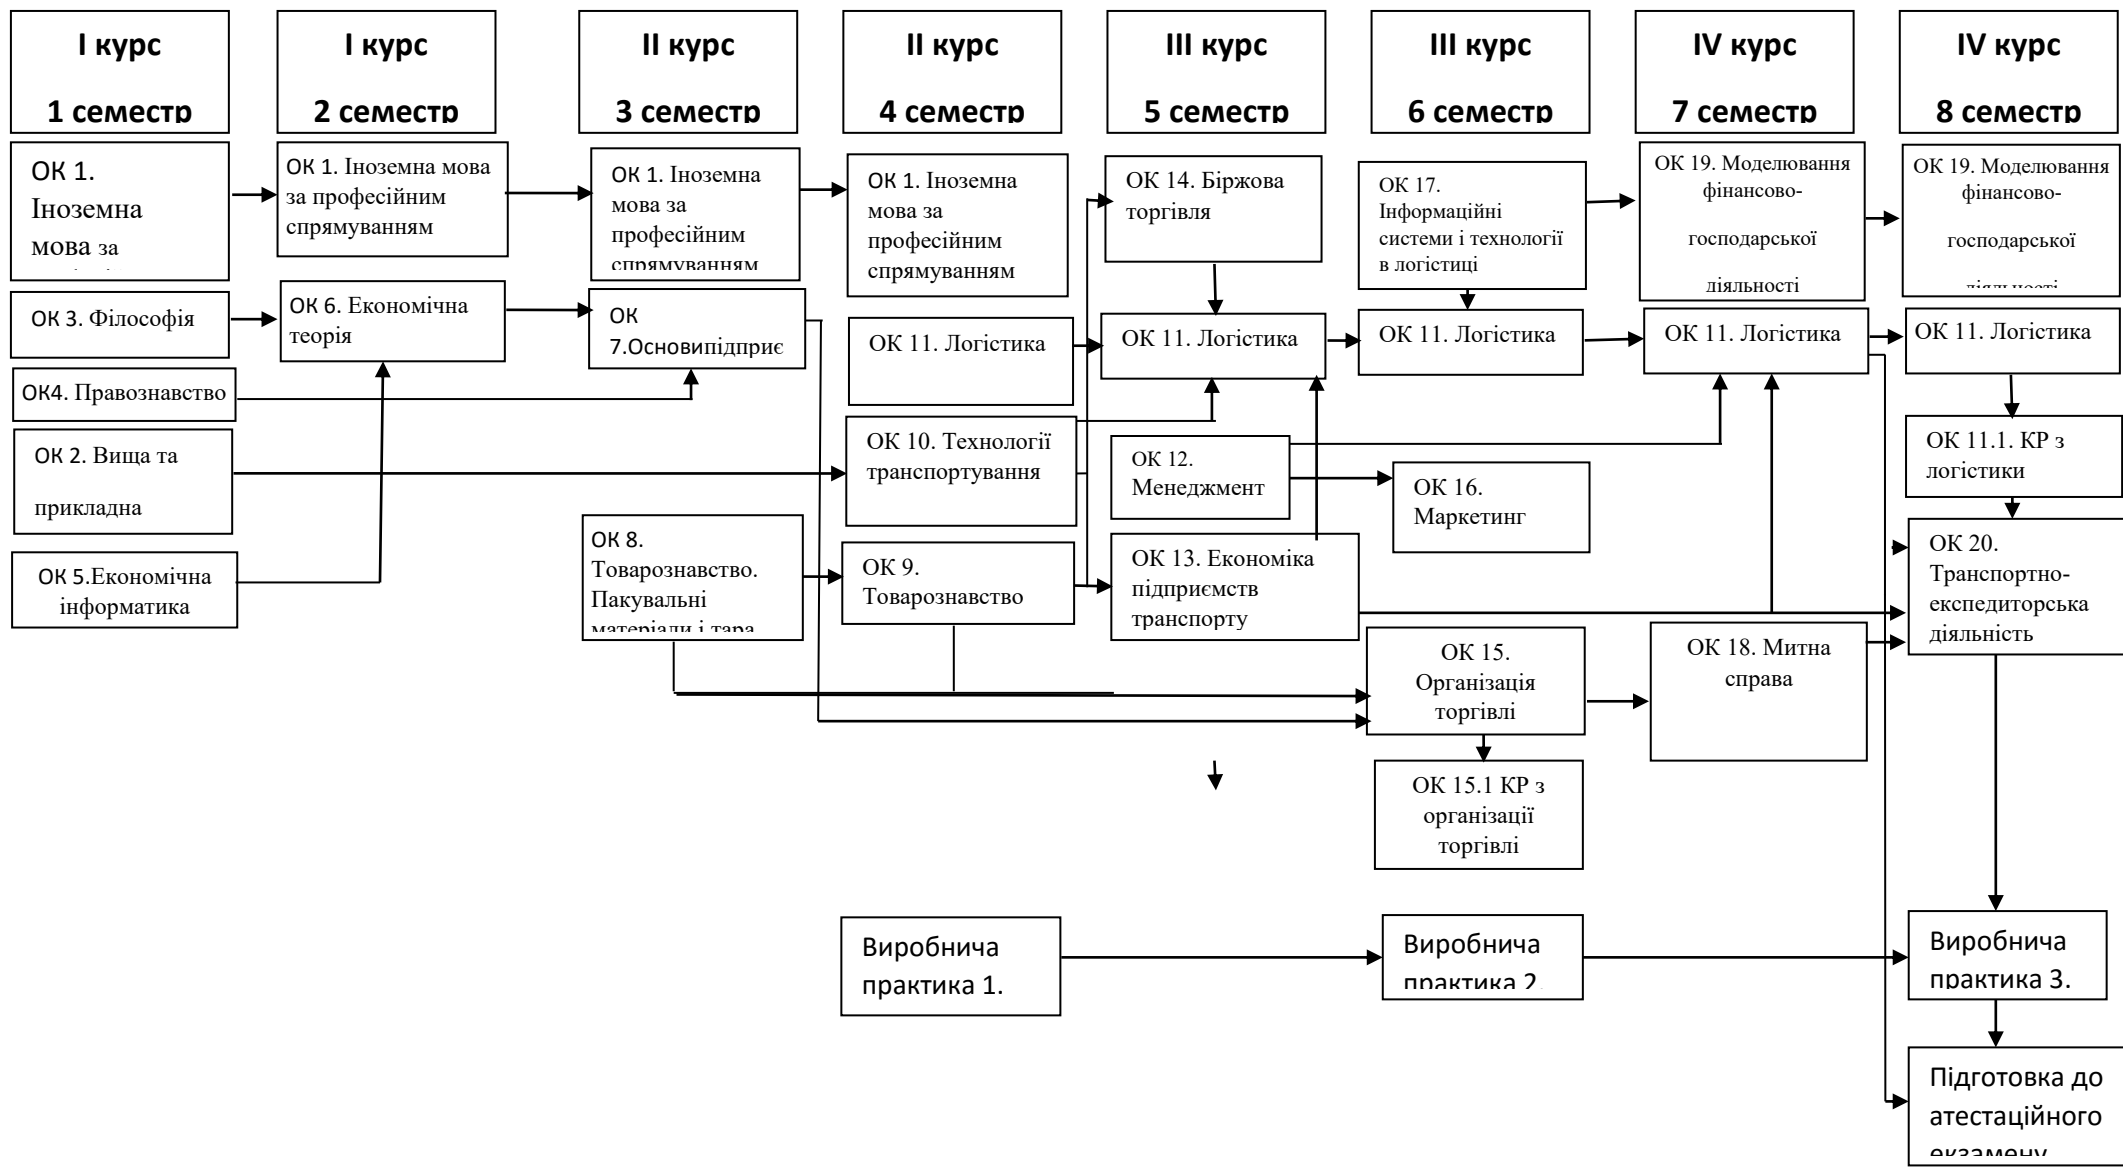 І курс
1 семестр
І курс
2 семестр
ІІ курс
3 семестр
ІІ курс
4 семестр
ІІІ курс
5 семестр
ІІІ курс
6 семестр
IV курс
7 семестр
IV курс
8 семестр
ОК 1.
Іноземна
мова за
ОК 1. Іноземна мова
за професійним
спрямуванням
ОК 1. Іноземна
мова за
професійним
спрямуванням
ОК 1. Іноземна
мова за
професійним
спрямуванням
ОК 14. Біржова
торгівля
ОК 17.
Інформаційні
системи і технології
в логістиці
ОК 19. Моделювання
фінансово-
господарської
діяльності
ОК 19. Моделювання
фінансово-
господарської
діяльності
ОК 3. Філософія
ОК 6. Економічна
теорія
ОК
7.Основипідприє
ОК 11. Логістика
ОК 11. Логістика
ОК 11. Логістика
ОК 11. Логістика
ОК 11. Логістика
ОК4. Правознавство
ОК 2. Вища та
прикладна
ОК 10. Технології
транспортування
ОК 12.
Менеджмент
ОК 16.
Маркетинг
ОК 11.1. КР з
логістики
ОК 5.Економічна
інформатика
ОК 8.
Товарознавство.
Пакувальні
матеріали і тара
ОК 9.
Товарознавство
ОК 13. Економіка
підприємств
транспорту
ОК 20.
Транспортно-
експедиторська
діяльність
ОК 15.
Організація
торгівлі
ОК 18. Митна
справа
ОК 15.1 КР з
організації
торгівлі
Виробнича
практика 1.
Виробнича
практика 2.
Виробнича
практика 3.
Підготовка до
атестаційного
екзамену